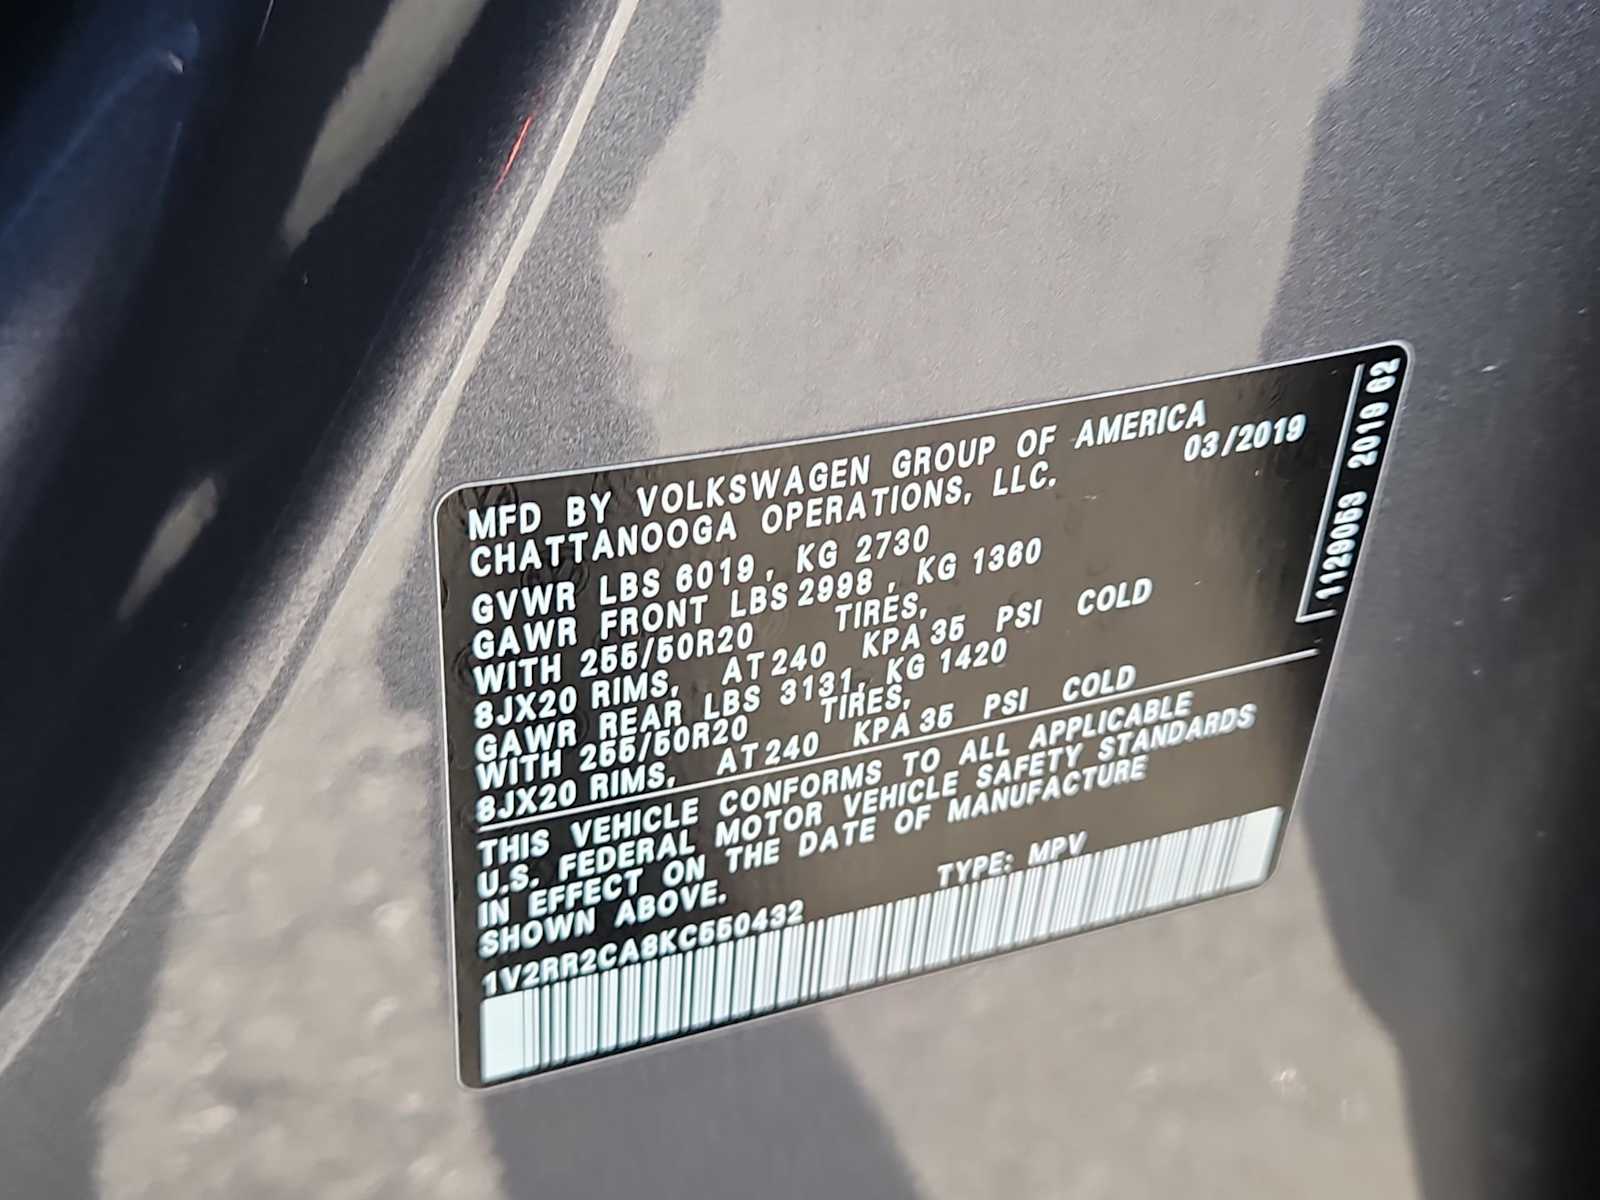 MFD BY VOLKSWAGEN GROUP OF AMERICA
CHATTANOOGA OPERATIONS, LLC. 03/2019
GVWR LBS 6019, KG 2730
GAWR FRONT LBS 2998, KG 1360
WITH 255/50R20 TIRES,
8JX20 RIMS, AT 240 KPA 35 PSI COLD
GAWR REAR LBS 3131, KG 1420
WITH 255/50R20 TIRES,
8JX20 RIMS, AT 240 KPA 35 PSI COLD
THIS VEHICLE CONFORMS TO ALL APPLICABLE
U.S. FEDERAL MOTOR VEHICLE SAFETY STANDARDS
IN EFFECT ON THE DATE OF MANUFACTURE
SHOWN ABOVE. TYPE: MPV
1V2RR2CA8KC550432
1129053 2019 62